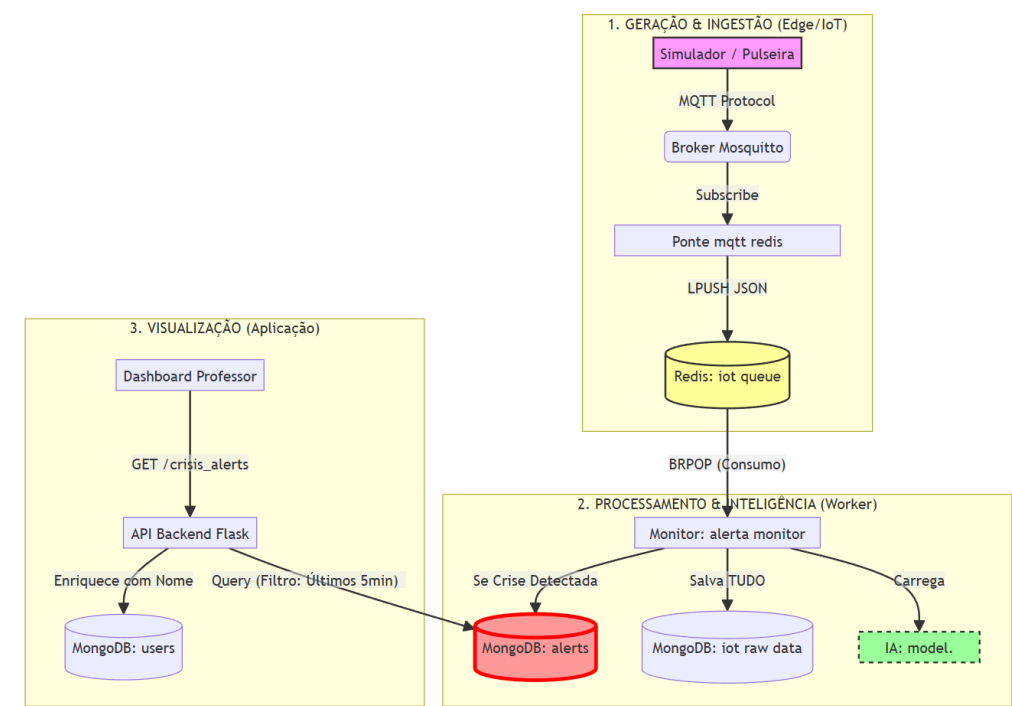 1. GERAÇÃO & INGESTÃO (Edge/IoT)
Simulador / Pulseira
MQTT Protocol
Broker Mosquitto
Subscribe
Ponte mqtt redis
LPUSH JSON
Redis: iot queue
BRPOP (Consumo)
2. PROCESSAMENTO & INTELIGÊNCIA (Worker)
Monitor: alerta monitor
Se Crise Detectada
Salva TUDO
Carrega
MongoDB: alerts
MongoDB: iot raw data
IA: model.
3. VISUALIZAÇÃO (Aplicação)
Dashboard Professor
GET /crisis_alerts
API Backend Flask
Enriquece com Nome
Query (Filtro: Últimos 5min)
MongoDB: users